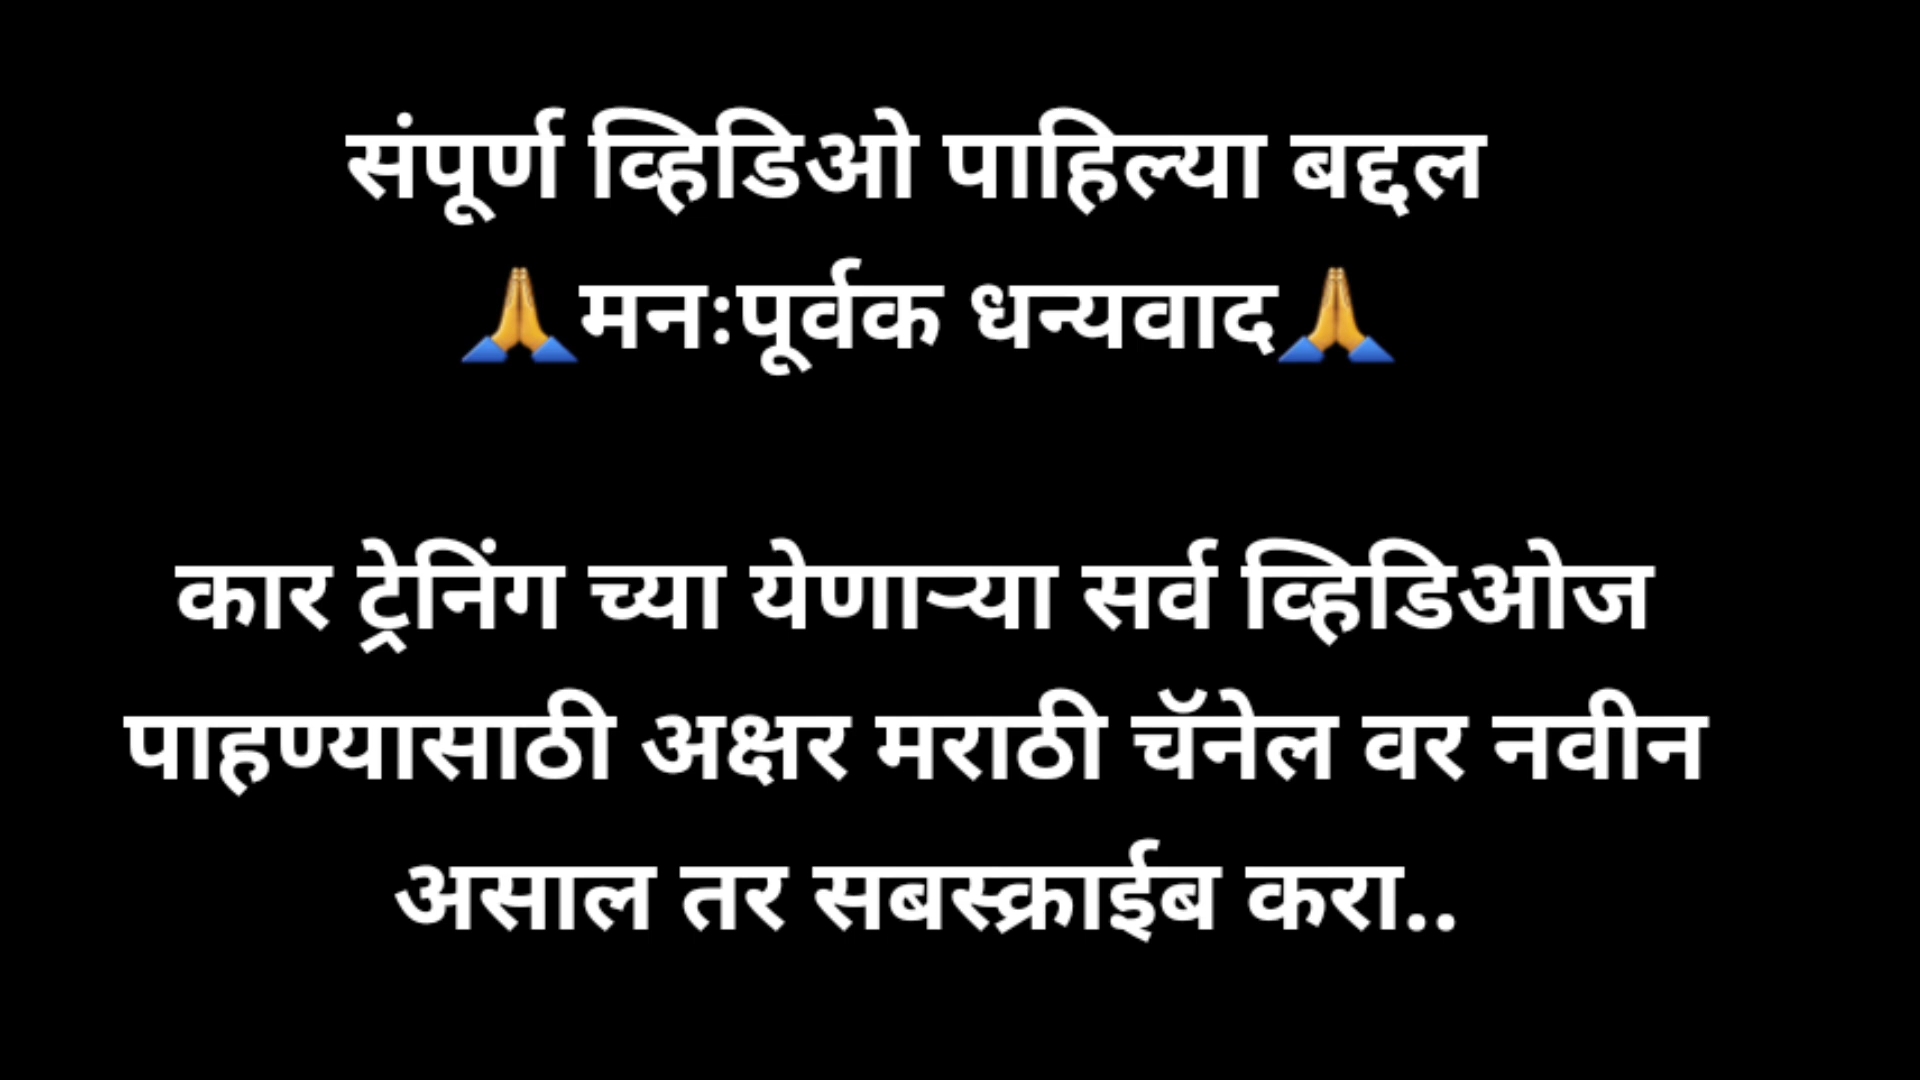 संपूर्ण व्हिडिओ पाहिल्या बद्दल
🙏मनःपूर्वक धन्यवाद🙏
कार ट्रेनिंग च्या येणाऱ्या सर्व व्हिडिओज
पाहण्यासाठी अक्षर मराठी चॅनेल वर नवीन
असाल तर सबस्क्राईब करा..